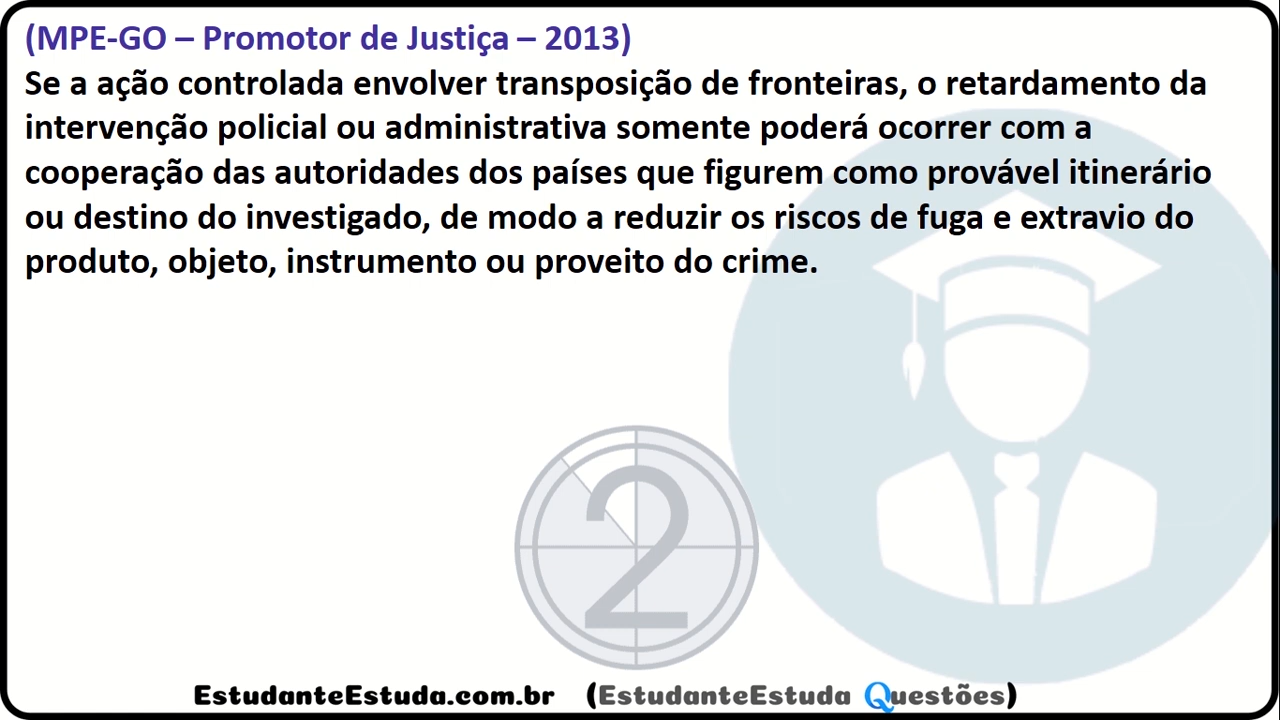 (MPE-GO – Promotor de Justiça – 2013)
Se a ação controlada envolver transposição de fronteiras, o retardamento da
intervenção policial ou administrativa somente poderá ocorrer com a
cooperação das autoridades dos países que figurem como provável itinerário
ou destino do investigado, de modo a reduzir os riscos de fuga e extravio do
produto, objeto, instrumento ou proveito do crime.
2
EstudanteEstuda.com.br (EstudanteEstuda Questões)